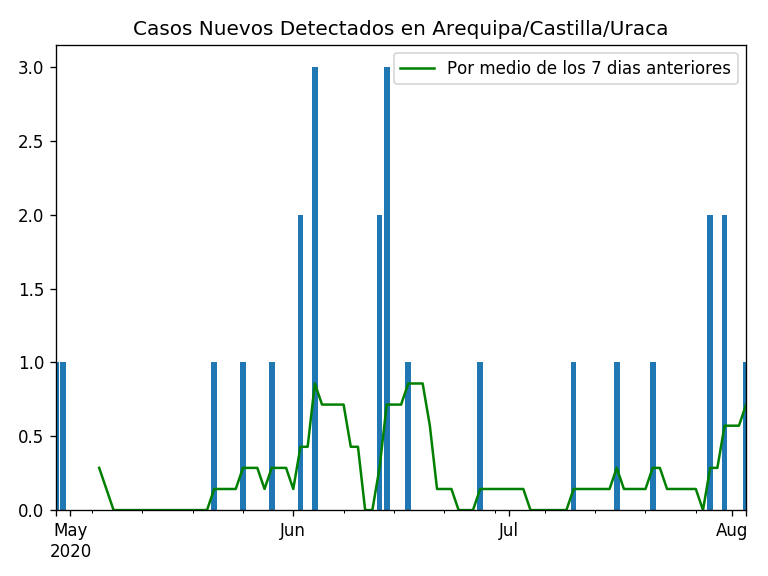 Casos Nuevos Detectados en Arequipa/Castilla/Uraca
Por medio de los 7 dias anteriores
3.0
2.5
2.0
1.5
1.0
0.5
0.0
May Jun Jul Aug
2020